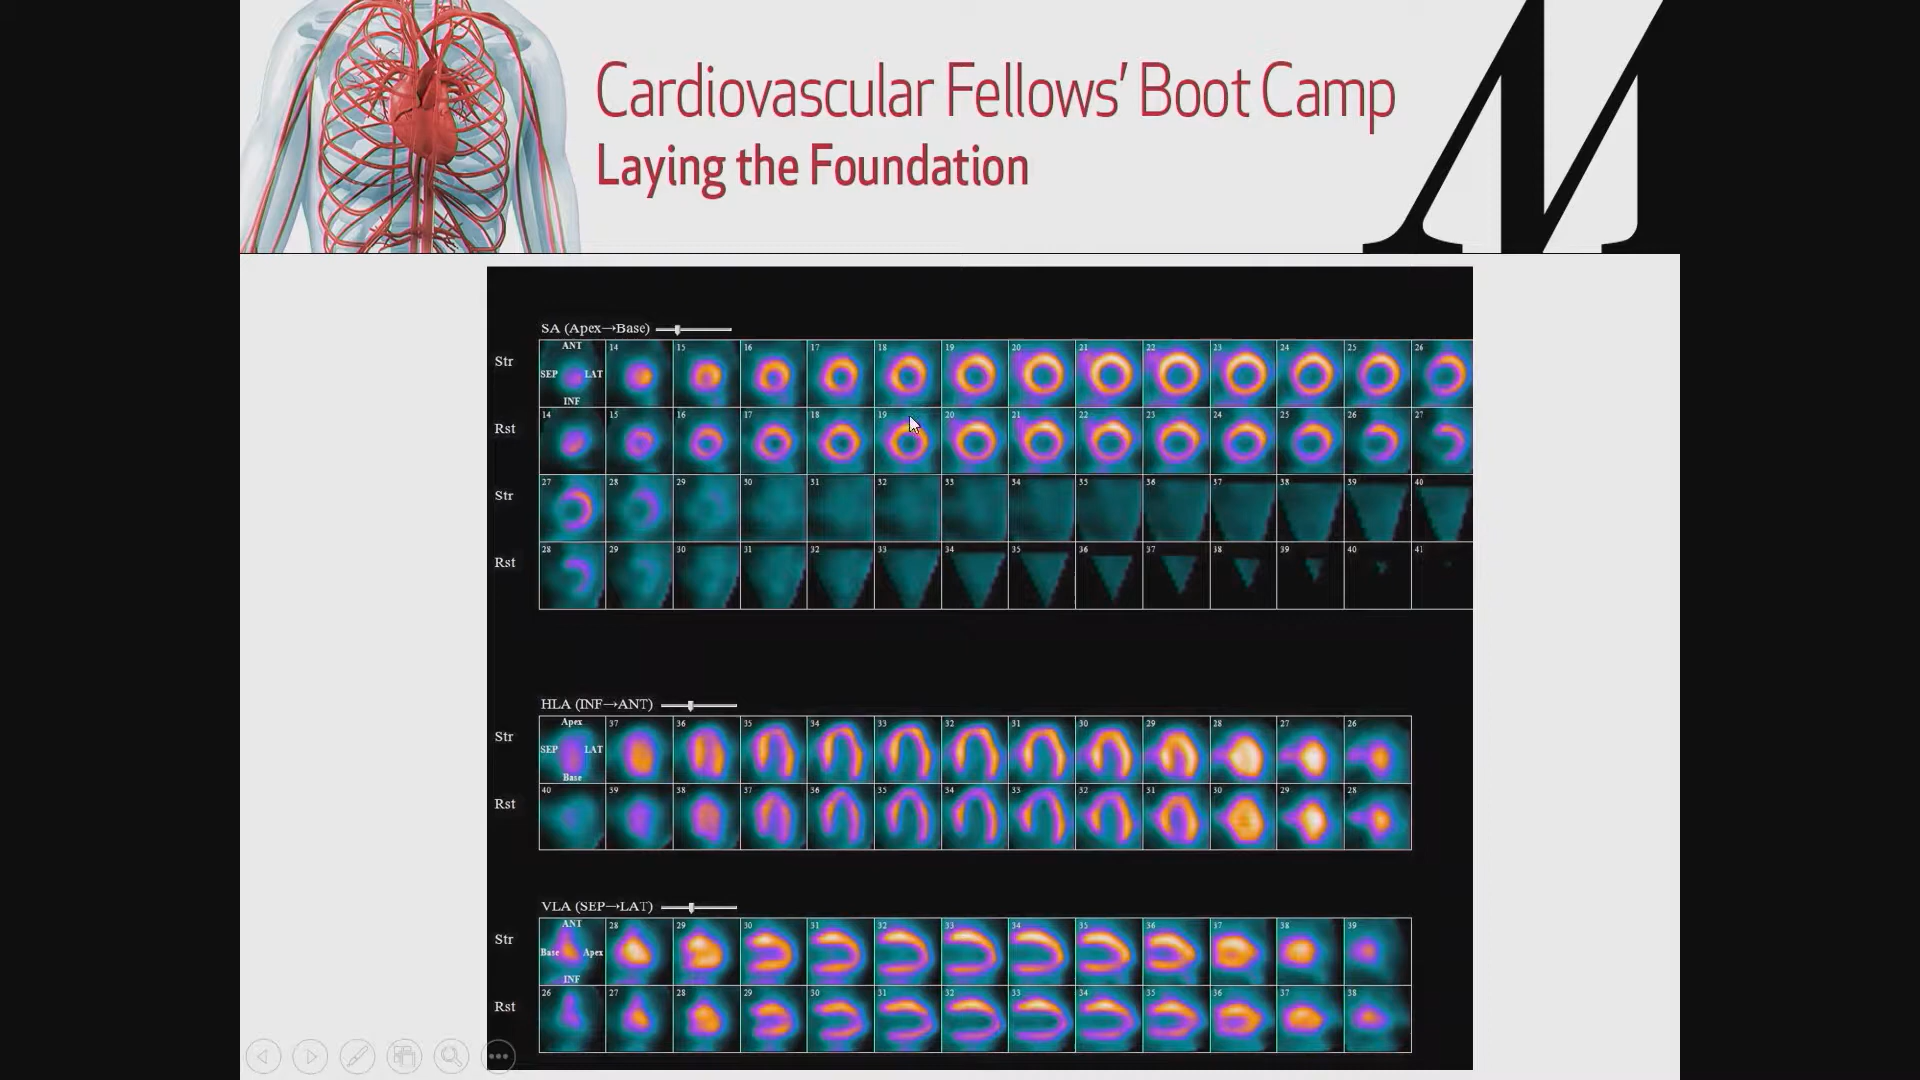 Cardiovascular Fellows’ Boot Camp
Laying the Foundation
M
SA (Apex→Base)
Str
ANT
SEP LAT
INF
14 15 16 17 18 19 20 21 22 23 24 25 26
Rst
14 15 16 17 18 19 20 21 22 23 24 25 26 27
Str
27 28 29 30 31 32 33 34 35 36 37 38 39 40
Rst
28 29 30 31 32 33 34 35 36 37 38 39 40 41
HLA (INF→ANT)
Str
Apex
SEP LAT
Base
37 36 35 34 33 32 31 30 29 28 27 26
Rst
40 39 38 37 36 35 34 33 32 31 30 29 28
VLA (SEP→LAT)
Str
ANT
Base Apex
INF
28 29 30 31 32 33 34 35 36 37 38 39
Rst
26 27 28 29 30 31 32 33 34 35 36 37 38